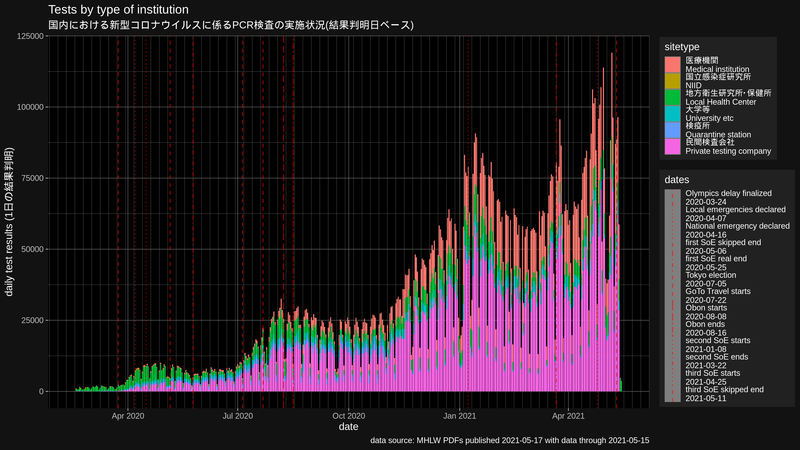 Tests by type of institution
国内における新型コロナウイルスに係るPCR検査の実施状況(結果判明日ベース)
daily test results (1日の結果判明)
125000
100000
75000
50000
25000
0
Apr 2020
Jul 2020
Oct 2020
Jan 2021
Apr 2021
date
data source: MHLW PDFs published 2021-05-17 with data through 2021-05-15
sitetype
医療機関
Medical institution
国立感染症研究所
NIID
地方衛生研究所･保健所
Local Health Center
大学等
University etc
検疫所
Quarantine station
民間検査会社
Private testing company
dates
Olympics delay finalized
2020-03-24
Local emergencies declared
2020-04-07
National emergency declared
2020-04-16
first SoE skipped end
2020-05-06
first SoE real end
2020-05-25
Tokyo election
2020-07-05
GoTo Travel starts
2020-07-22
Obon starts
2020-08-08
Obon ends
2020-08-16
second SoE starts
2021-01-08
second SoE ends
2021-03-22
third SoE starts
2021-04-25
third SoE skipped end
2021-05-11